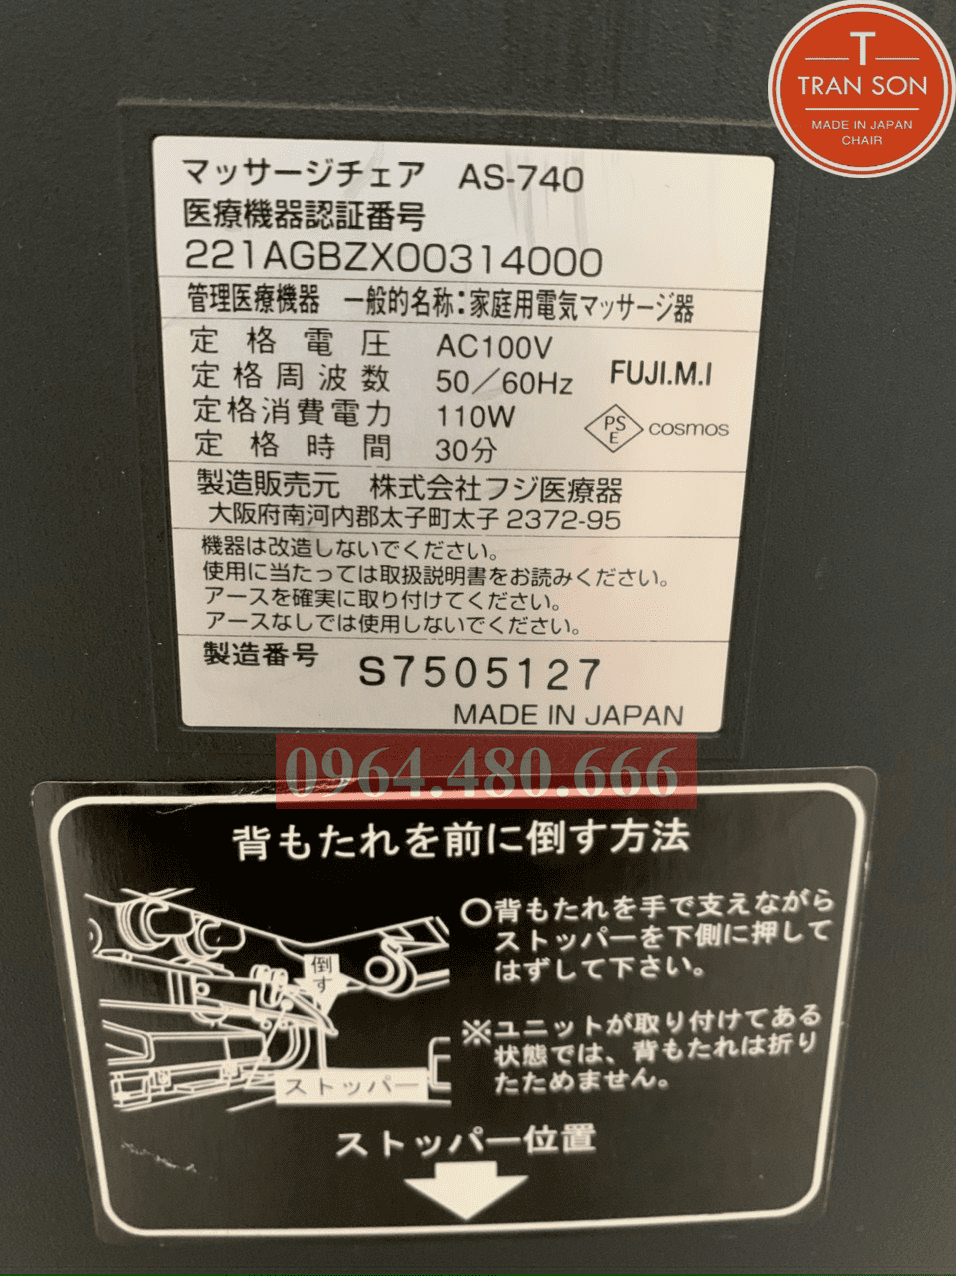 T
TRAN SON
MADE IN JAPAN
CHAIR
マッサージチェア AS-740
医療機器認証番号
221AGBZX00314000
管理医療機器 一般的名称：家庭用電気マッサージ器
定格電圧 AC100V
定格周波数 50／60Hz
定格消費電力 110W
定格時間 30分
FUJI.M.I
PS
E
cosmos
製造販売元 株式会社フジ医療器
大阪府南河内郡太子町太子2372-95
機器は改造しないでください。
使用に当たっては取扱説明書をお読みください。
アースを確実に取り付けてください。
アースなしでは使用しないでください。
製造番号 S7505127
MADE IN JAPAN
0964.480.666
背もたれを前に倒す方法
倒
す
ストッパー
○背もたれを手で支えながら
ストッパーを下側に押して
はずして下さい。
※ユニットが取り付けてある
状態では、背もたれは折り
たためません。
ストッパー位置